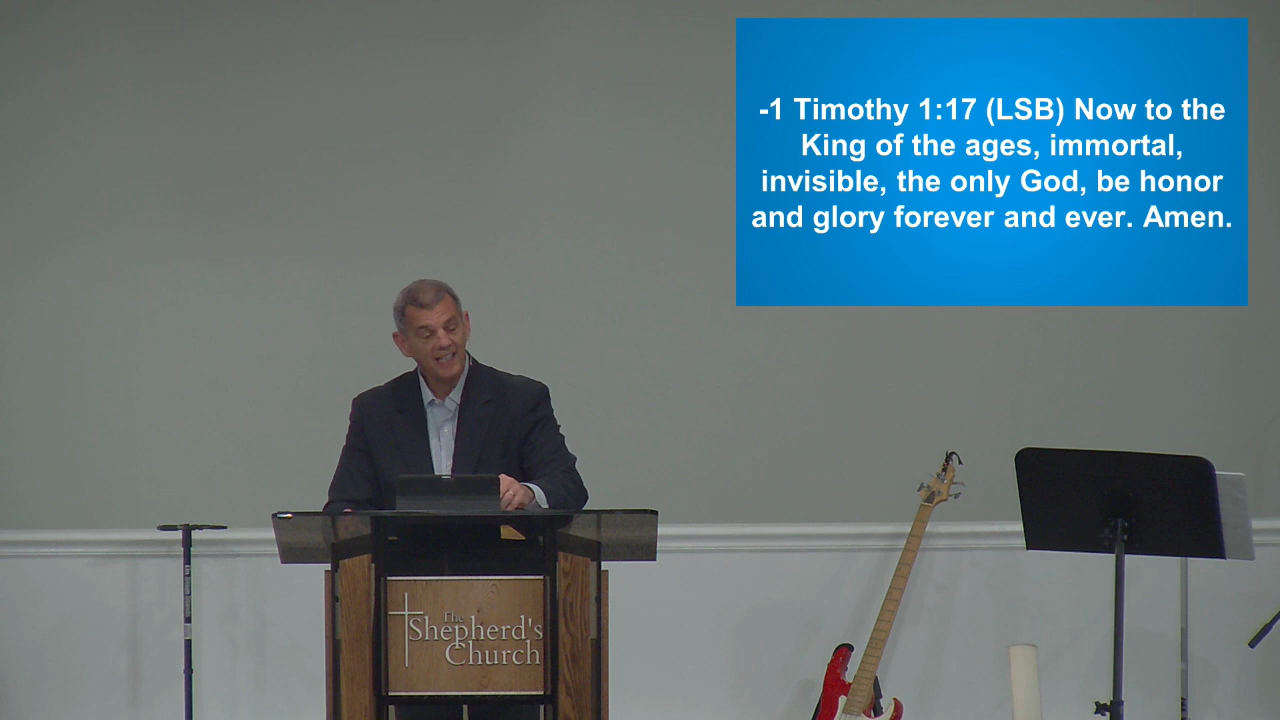 -1 Timothy 1:17 (LSB) Now to the
King of the ages, immortal,
invisible, the only God, be honor
and glory forever and ever. Amen.
The
Shepherd's
Church